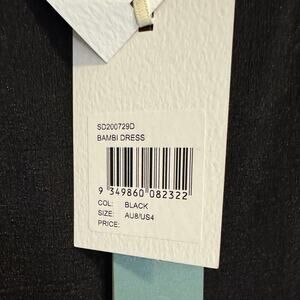 SD200729D
BAMBI DRESS
9 349860 082322
COL: BLACK
SIZE: AU8/US4
PRICE: